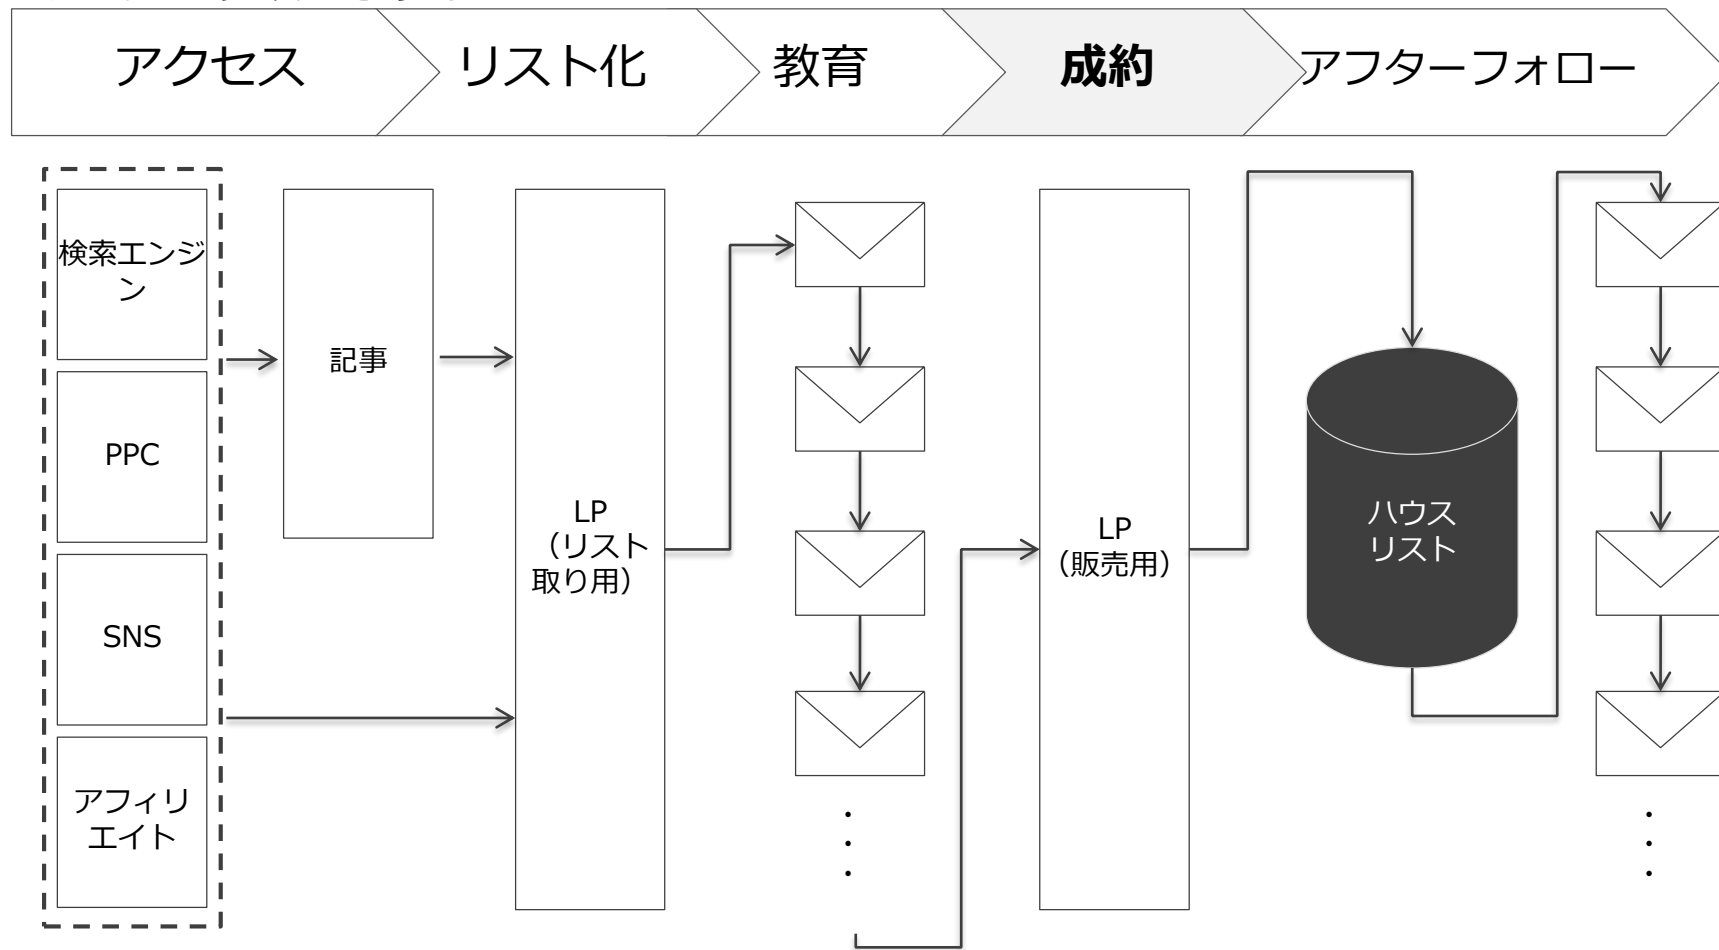 アクセス
リスト化
教育
成約
アフターフォロー
検索エンジ
ン
PPC
SNS
アフィリ
エイト
記事
LP
（リスト
取り用）
LP
（販売用）
ハウス
リスト
・
・
・
・
・
・